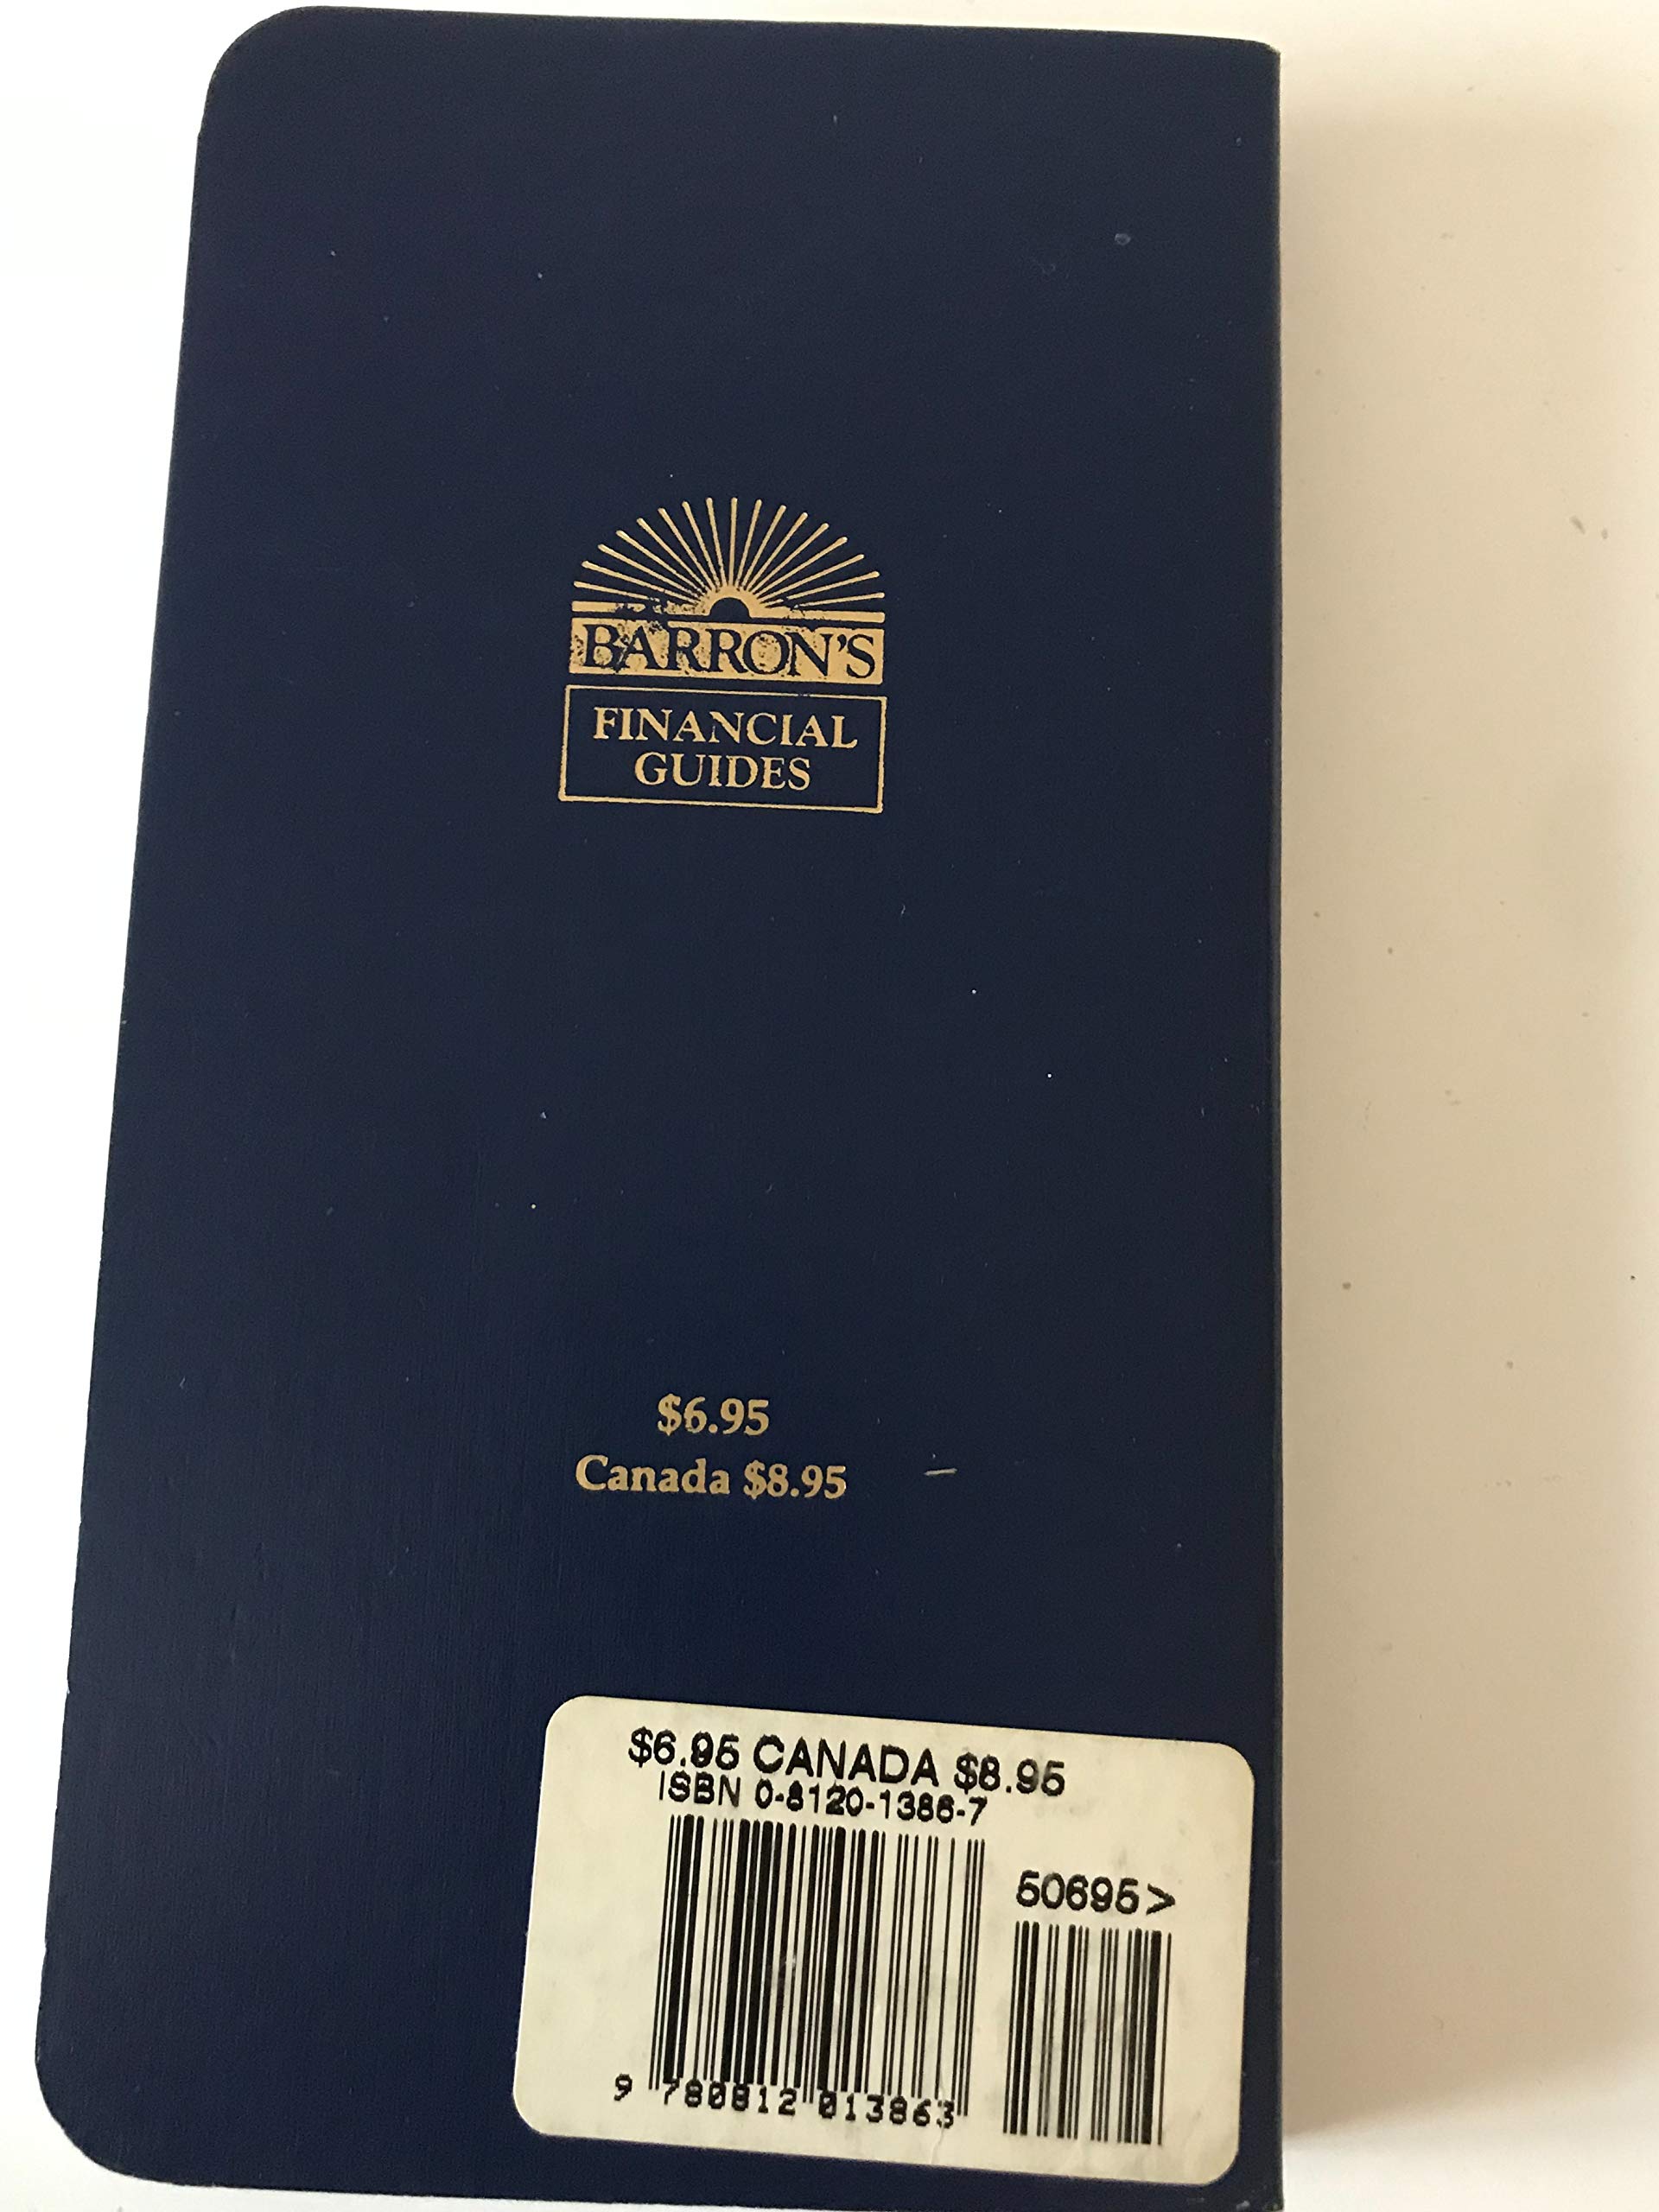 BARRON'S
FINANCIAL
GUIDES
$6.95
Canada $8.95
$6.95 CANADA $8.95
ISBN 0-8120-1386-7
50695>
9 780812 013863